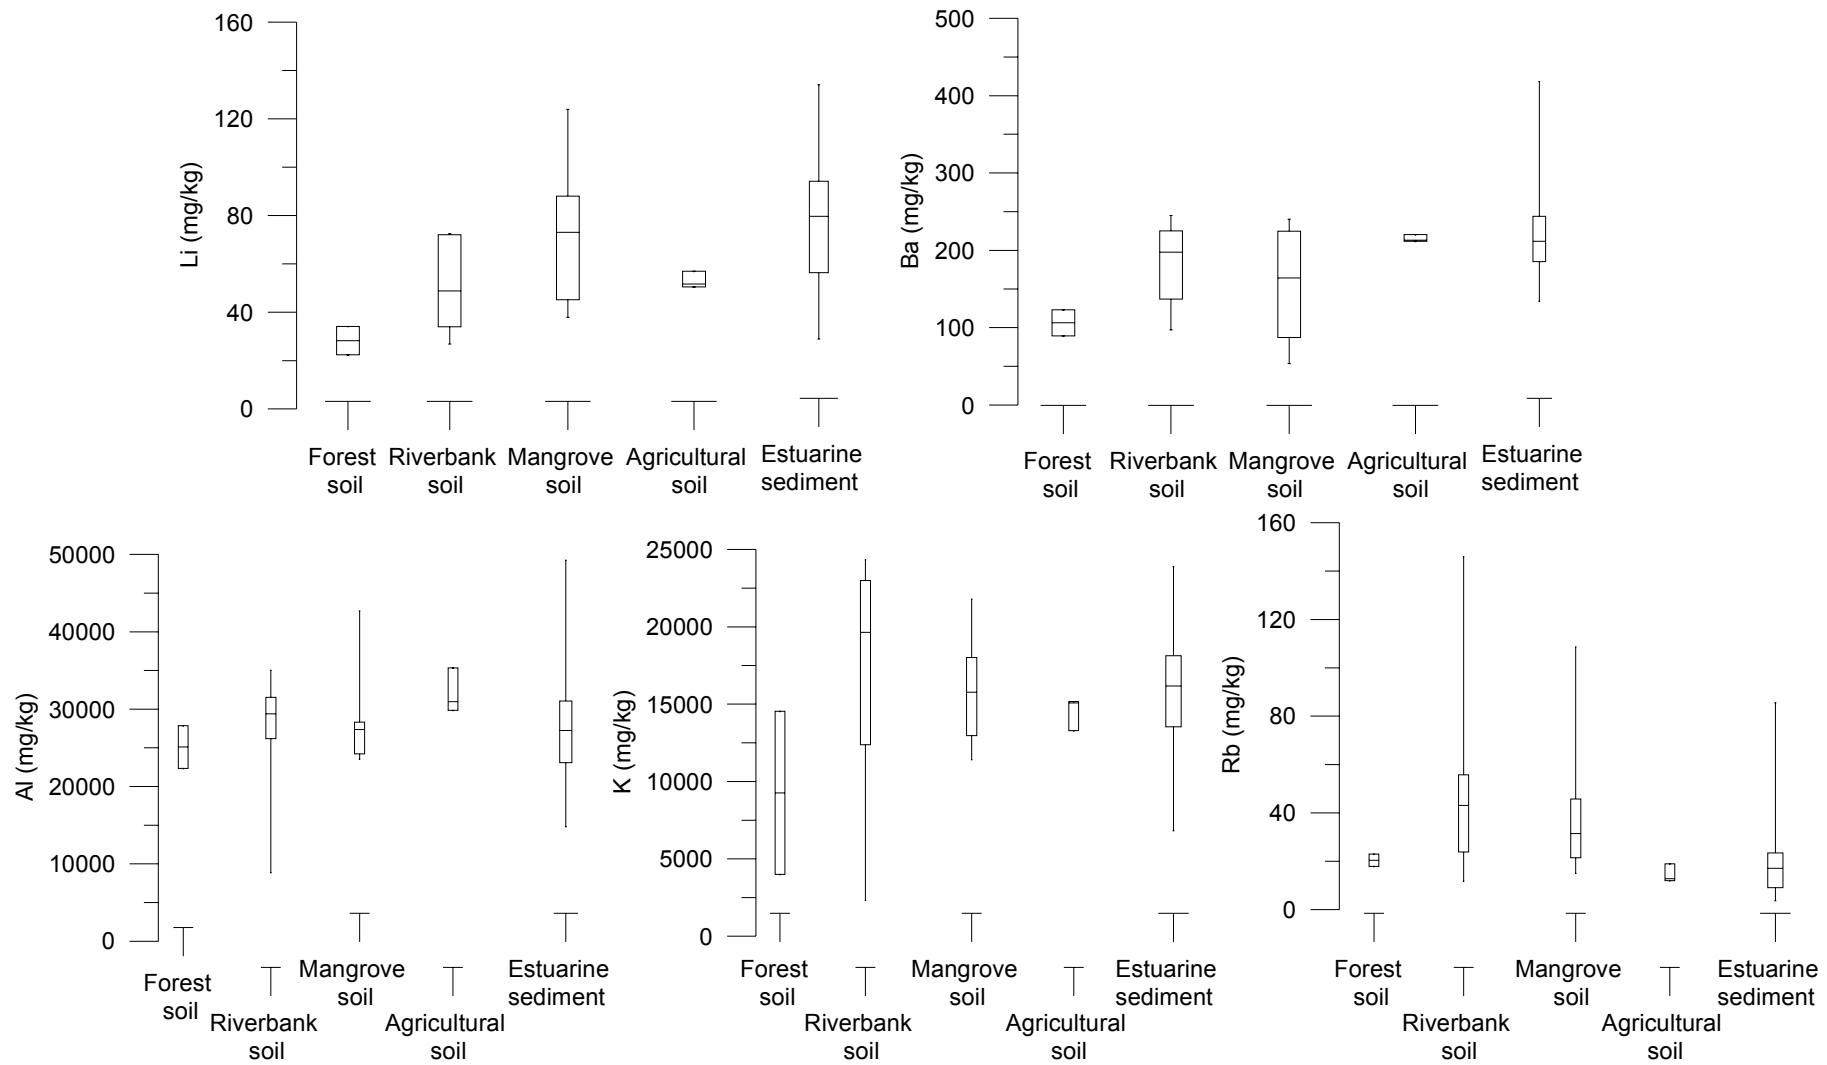 160
120
80
40
0
Li (mg/kg)
Forest
soil
Riverbank
soil
Mangrove
soil
Agricultural
soil
Estuarine
sediment
500
400
300
200
100
0
Ba (mg/kg)
Forest
soil
Riverbank
soil
Mangrove
soil
Agricultural
soil
Estuarine
sediment
50000
40000
30000
20000
10000
0
Al (mg/kg)
Forest
soil
Riverbank
soil
Mangrove
soil
Agricultural
soil
Estuarine
sediment
25000
20000
15000
10000
5000
0
K (mg/kg)
Forest
soil
Riverbank
soil
Mangrove
soil
Agricultural
soil
Estuarine
sediment
160
120
80
40
0
Rb (mg/kg)
Forest
soil
Riverbank
soil
Mangrove
soil
Agricultural
soil
Estuarine
sediment